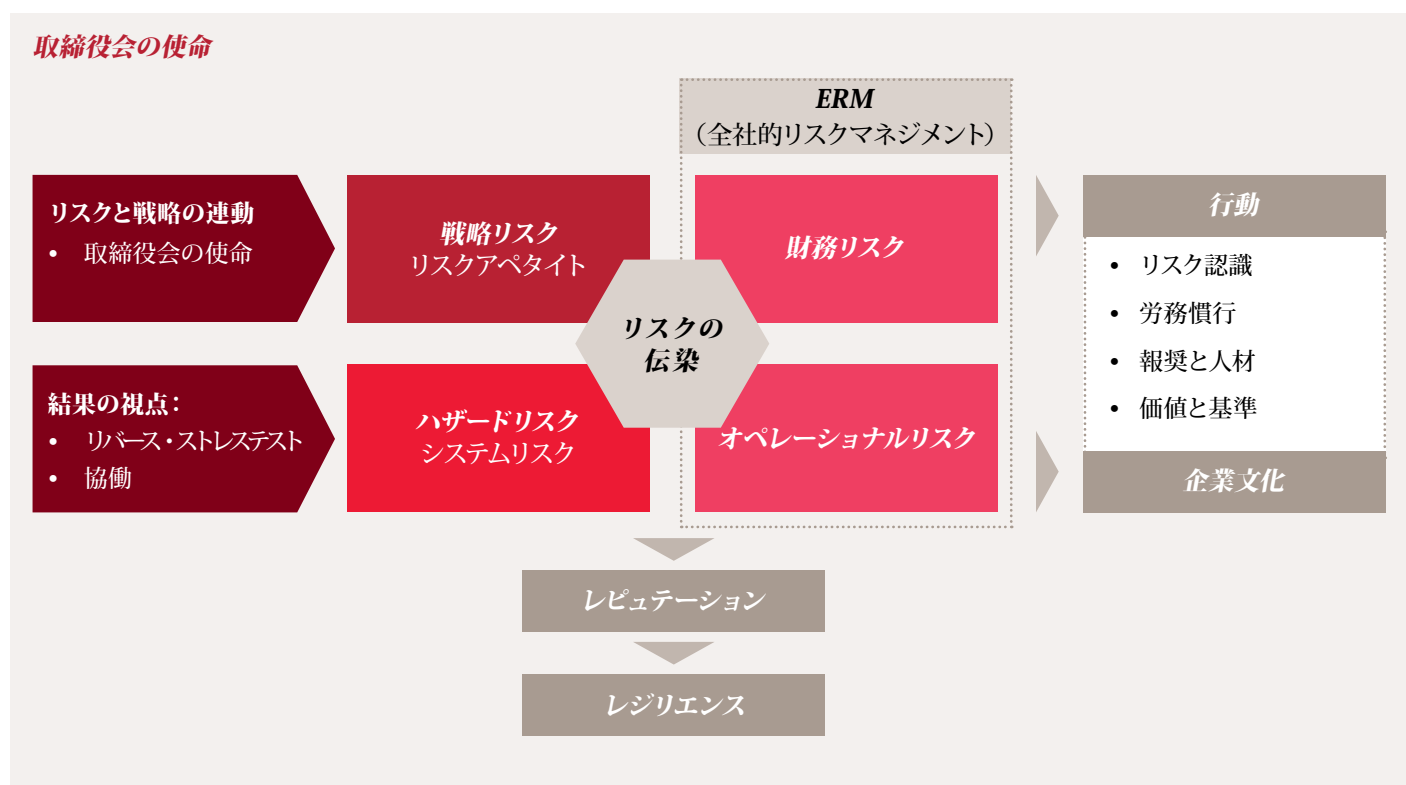 取締役会の使命
ERM
（全社的リスクマネジメント）
リスクと戦略の連動
• 取締役会の使命
戦略リスク
リスクアペタイト
財務リスク
リスクの
伝染
結果の視点：
• リバース・ストレステスト
• 協働
ハザードリスク
システムリスク
オペレーショナルリスク
行動
• リスク認識
• 労務慣行
• 報奨と人材
• 価値と基準
企業文化
レピュテーション
レジリエンス